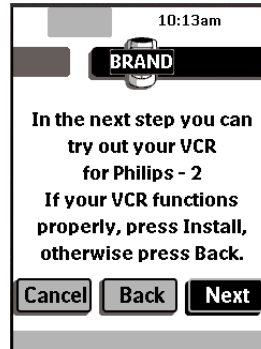 10:13am
BRAND
In the next step you can
try out your VCR
for Philips - 2
If your VCR functions
properly, press Install,
otherwise press Back.
Cancel Back Next